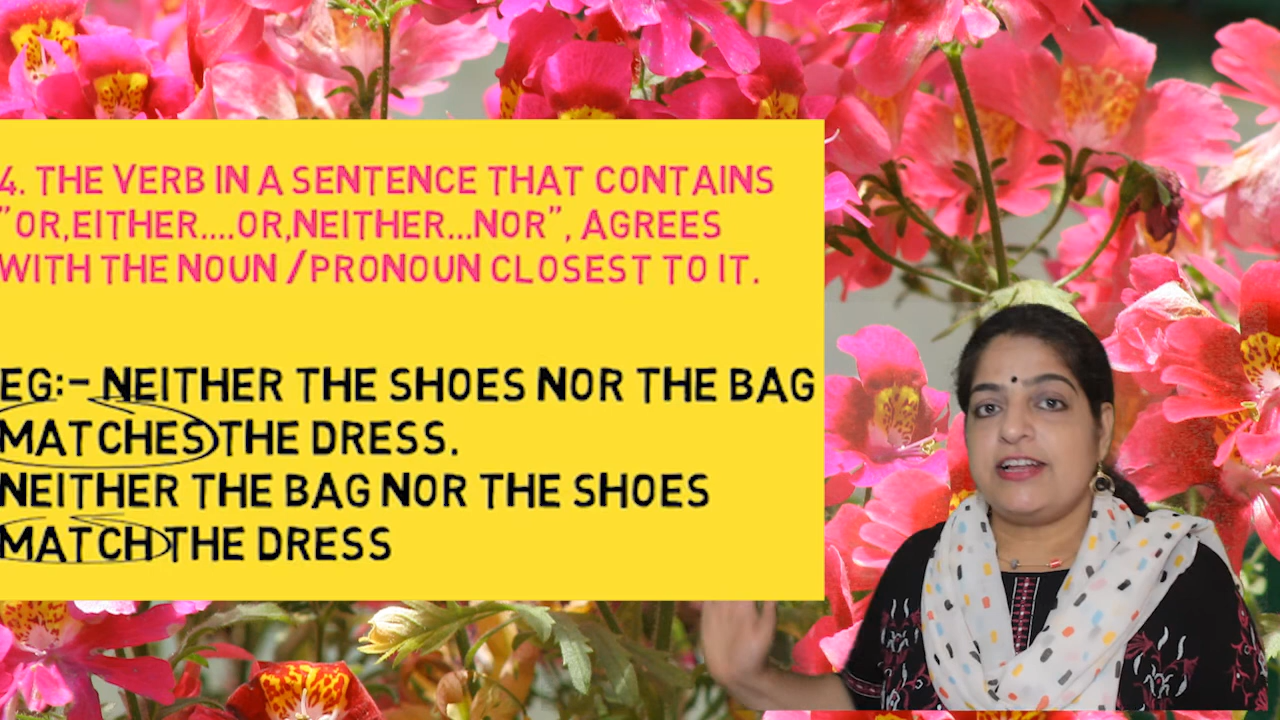 4. THE VERB IN A SENTENCE THAT CONTAINS
"OR,EITHER....OR,NEITHER...NOR", AGREES
WITH THE NOUN /PRONOUN CLOSEST TO IT.
EG:- NEITHER THE SHOES NOR THE BAG
MATCHES THE DRESS.
NEITHER THE BAG NOR THE SHOES
MATCH THE DRESS